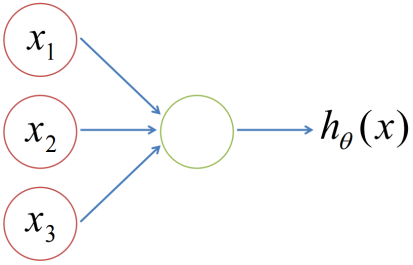 x₁
x₂
hθ(x)
x₃